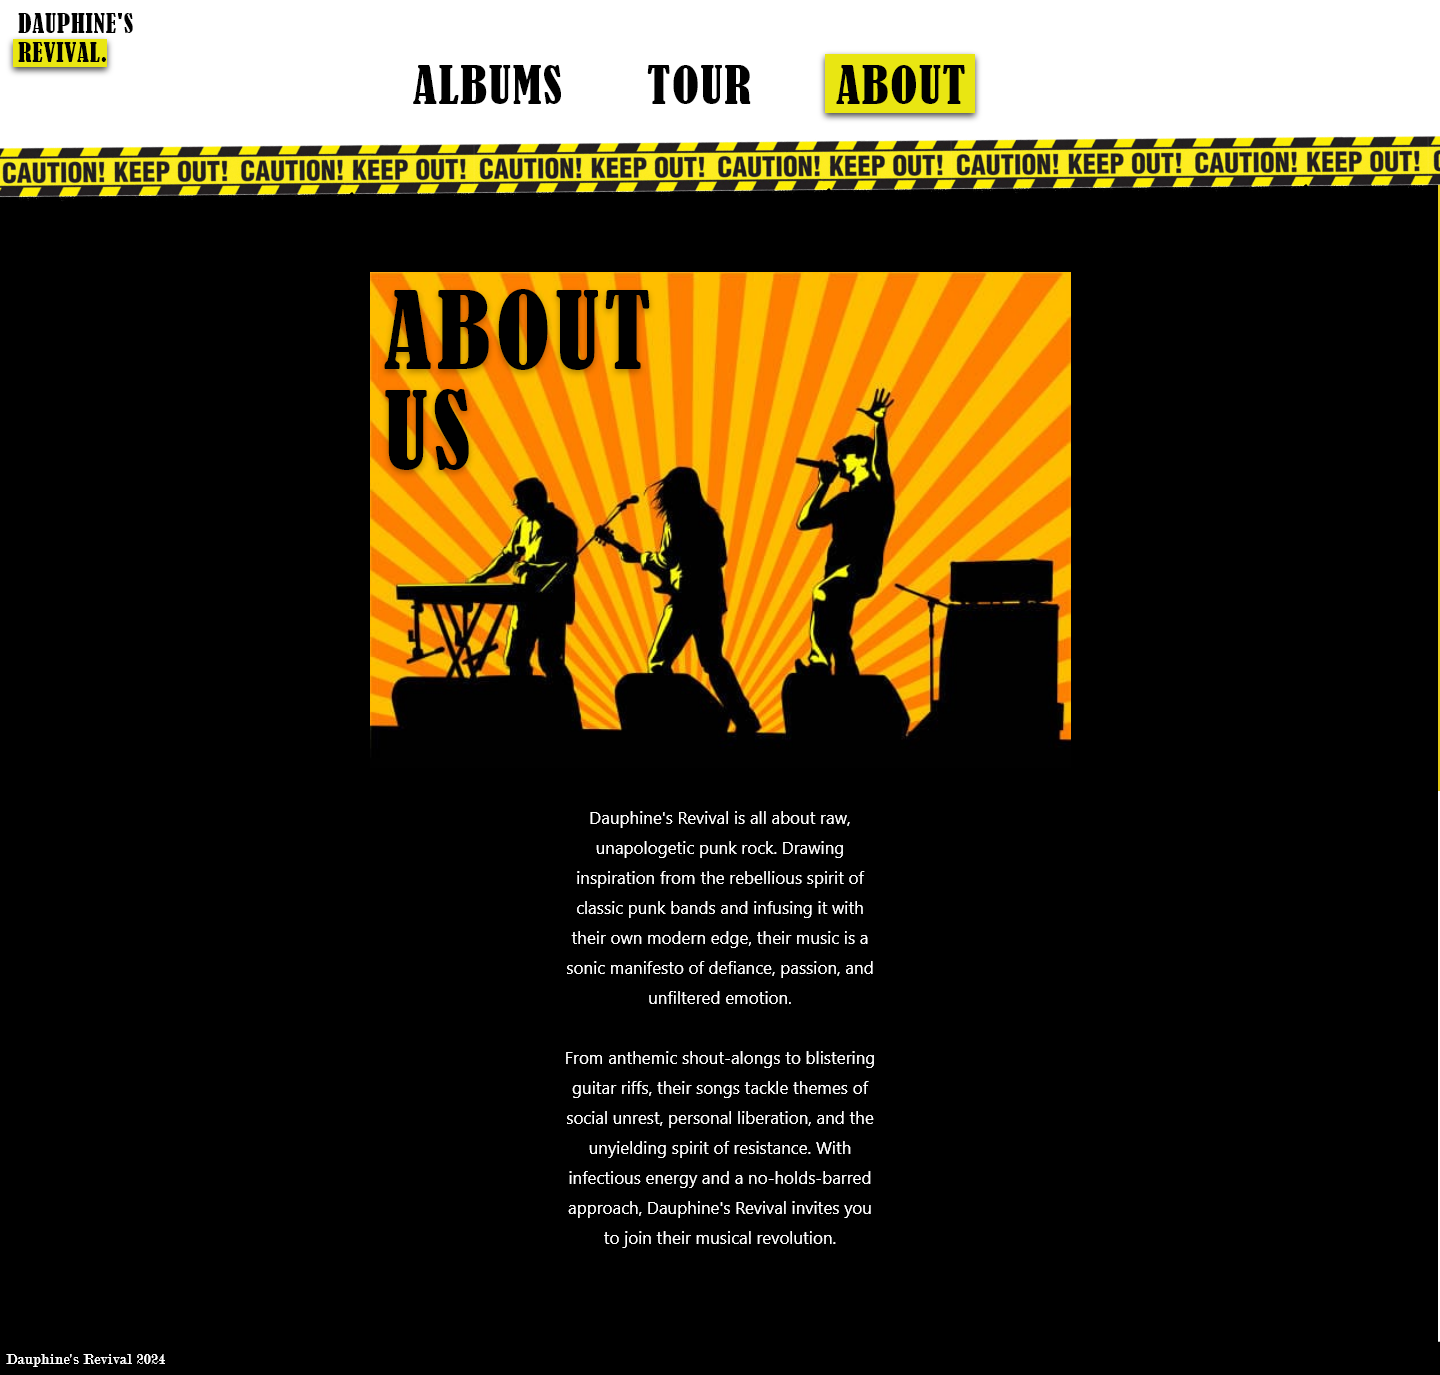 DAUPHINE'S
REVIVAL.
ALBUMS TOUR ABOUT
CAUTION! KEEP OUT! CAUTION! KEEP OUT! CAUTION! KEEP OUT! CAUTION! KEEP OUT! CAUTION! KEEP OUT! CAUTION! KEEP OUT!
ABOUT
US
Dauphine's Revival is all about raw,
unapologetic punk rock. Drawing
inspiration from the rebellious spirit of
classic punk bands and infusing it with
their own modern edge, their music is a
sonic manifesto of defiance, passion, and
unfiltered emotion.
From anthemic shout-alongs to blistering
guitar riffs, their songs tackle themes of
social unrest, personal liberation, and the
unyielding spirit of resistance. With
infectious energy and a no-holds-barred
approach, Dauphine's Revival invites you
to join their musical revolution.
Dauphine's Revival 2024